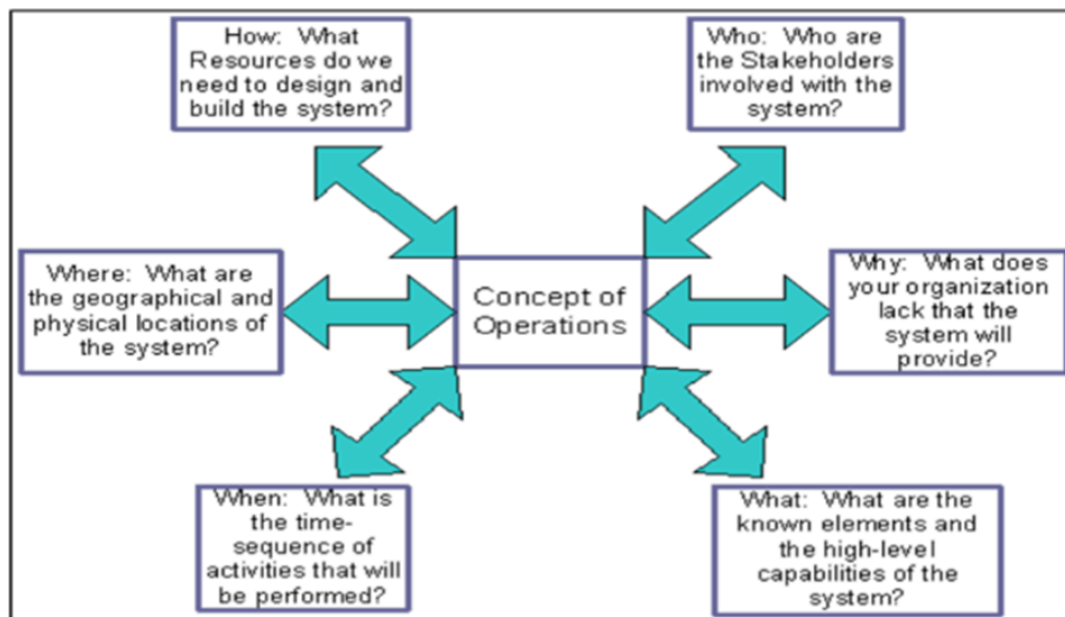 How:  What
Resources do we
need to design and
build the system?
Who:  Who are
the Stakeholders
involved with the
system?
Where:  What are
the geographical and
physical locations of
the system?
Concept of
Operations
Why:  What does
your organization
lack that the
system will
provide?
When:  What is
the time-
sequence of
activities that will
be performed?
What:  What are the
known elements and
the high-level
capabilities of the
system?